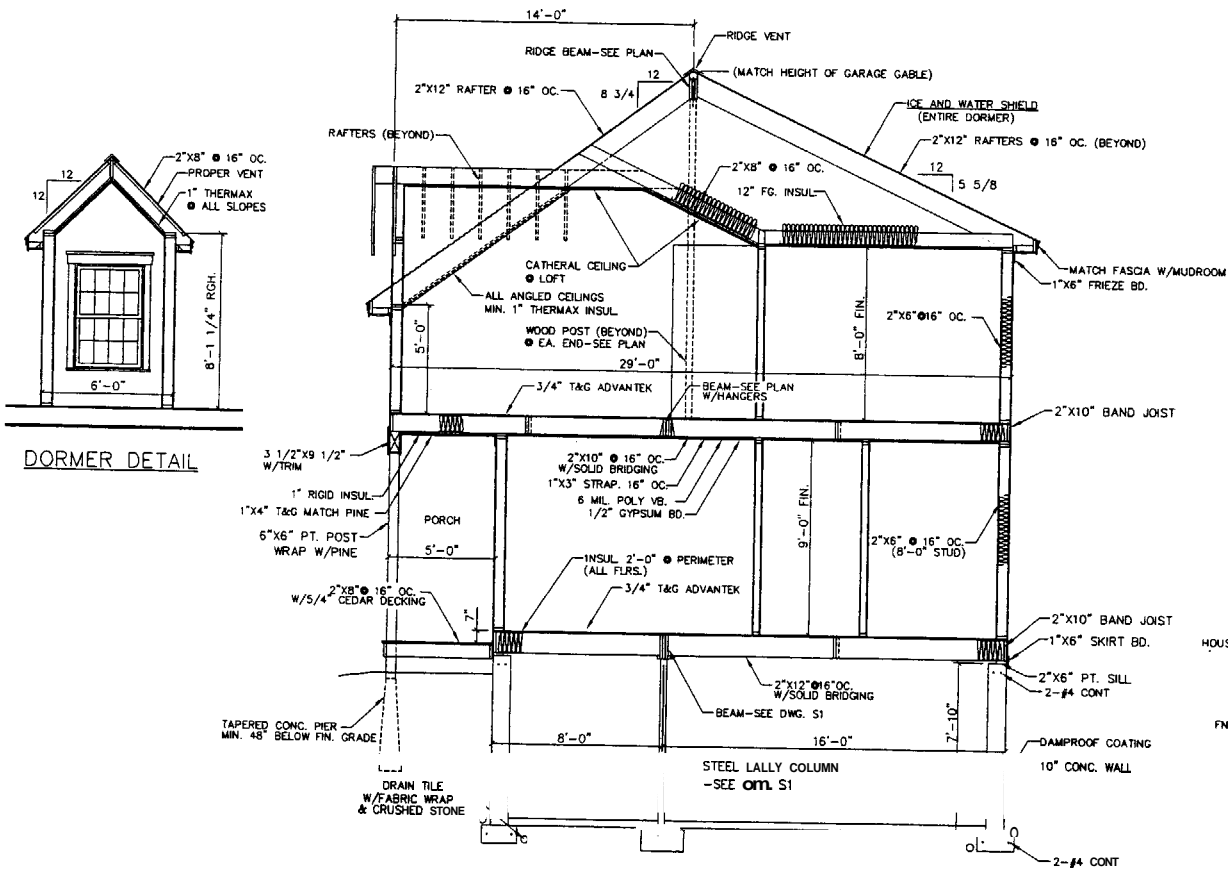 14'-0"
RIDGE VENT
RIDGE BEAM-SEE PLAN
(MATCH HEIGHT OF GARAGE GABLE)
12
8 3/4
2"X12" RAFTER @ 16" OC.
ICE AND WATER SHIELD
(ENTIRE DORMER)
RAFTERS (BEYOND)
2"X12" RAFTERS @ 16" OC. (BEYOND)
2"X8" @ 16" OC.
12
5 5/8
12" FG. INSUL
2"X8" @ 16" OC.
PROPER VENT
1" THERMAX
@ ALL SLOPES
12
12
8'-1 1/4" RGH.
6'-0"
DORMER DETAIL
CATHERAL CEILING
@ LOFT
ALL ANGLED CEILINGS
MIN. 1" THERMAX INSUL.
MATCH FASCIA W/MUDROOM
1"X6" FRIEZE BD.
2"X6"@16" OC.
5'-0"
WOOD POST (BEYOND)
@ EA. END-SEE PLAN
8'-0" FIN.
29'-0"
3/4" T&G ADVANTEK
BEAM-SEE PLAN
W/HANGERS
2"X10" BAND JOIST
3 1/2"X9 1/2"
W/TRIM
2"X10" @ 16" OC.
W/SOLID BRIDGING
1"X3" STRAP. 16" OC.
6 MIL. POLY VB.
1/2" GYPSUM BD.
1" RIGID INSUL.
1"X4" T&G MATCH PINE
6"X6" PT. POST
WRAP W/PINE
PORCH
5'-0"
9'-0" FIN.
2"X6" @ 16" OC.
(8'-0" STUD)
INSUL 2'-0" @ PERIMETER
(ALL FLRS.)
3/4" T&G ADVANTEK
2"X8"@ 16" OC.
W/5/4" CEDAR DECKING
7"
2"X10" BAND JOIST
1"X6" SKIRT BD.
HOUS
2"X6" PT. SILL
2-#4 CONT
2"X12"@16"OC.
W/SOLID BRIDGING
BEAM-SEE DWG. S1
TAPERED CONC. PIER
MIN. 48" BELOW FIN. GRADE
7'-10"
FN
8'-0"
16'-0"
DAMPROOF COATING
10" CONC. WALL
STEEL LALLY COLUMN
-SEE om. S1
DRAIN TILE
W/FABRIC WRAP
& CRUSHED STONE
2-#4 CONT